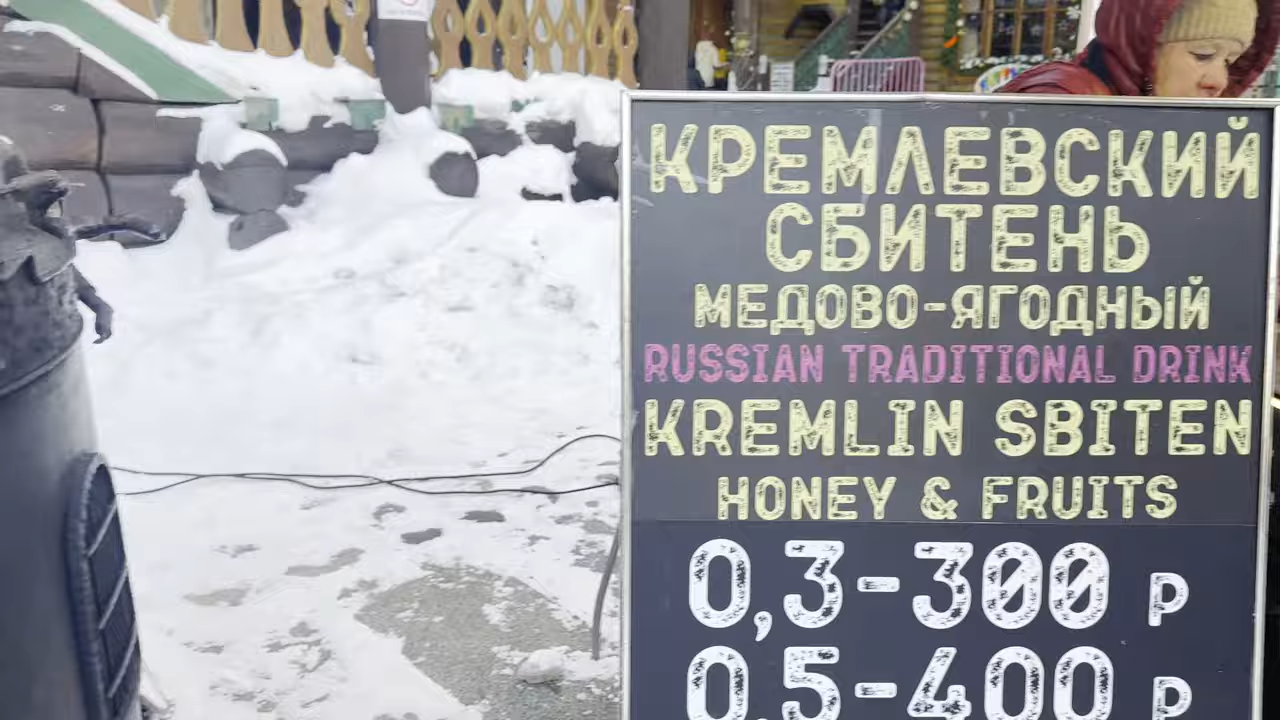 КРЕМЛЕВСКИЙ
СБИТЕНЬ
МЕДОВО-ЯГОДНЫЙ
RUSSIAN TRADITIONAL DRINK
KREMLIN SBITEN
HONEY & FRUITS
0,3-300 р
0,5-400 р